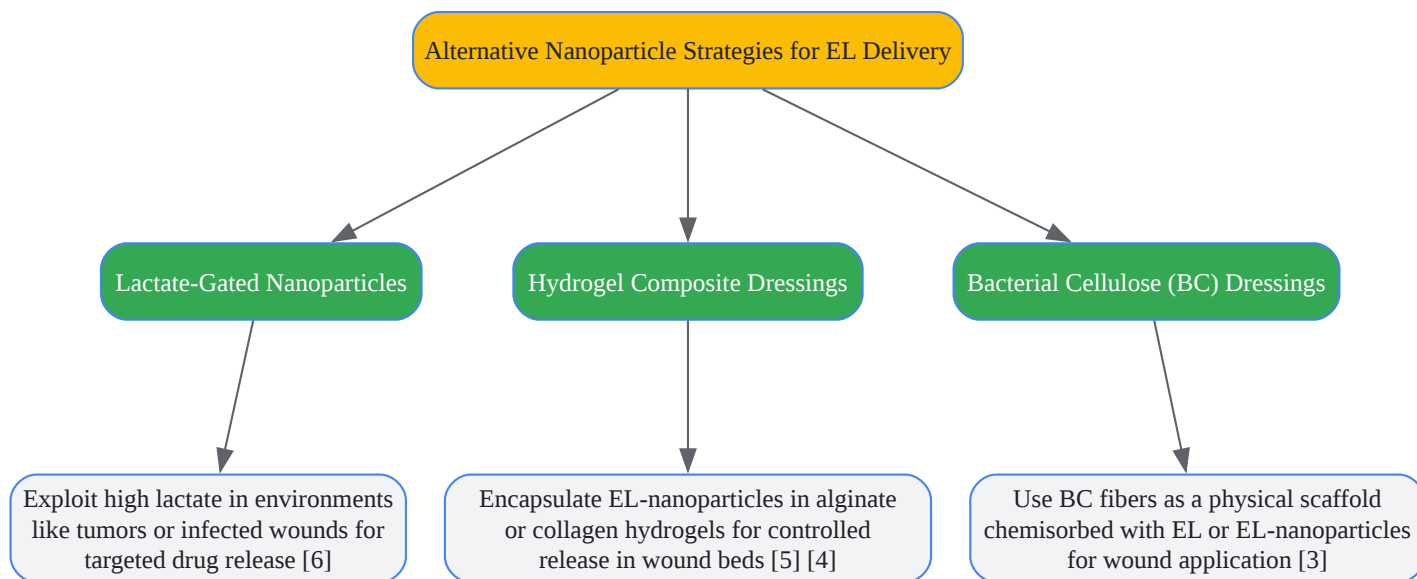 Alternative Nanoparticle Strategies for EL Delivery
Lactate-Gated Nanoparticles
Hydrogel Composite Dressings
Bacterial Cellulose (BC) Dressings
Exploit high lactate in environments
like tumors or infected wounds for
targeted drug release [6]
Encapsulate EL-nanoparticles in alginate
or collagen hydrogels for controlled
release in wound beds [5] [4]
Use BC fibers as a physical scaffold
chemisorbed with EL or EL-nanoparticles
for wound application [3]